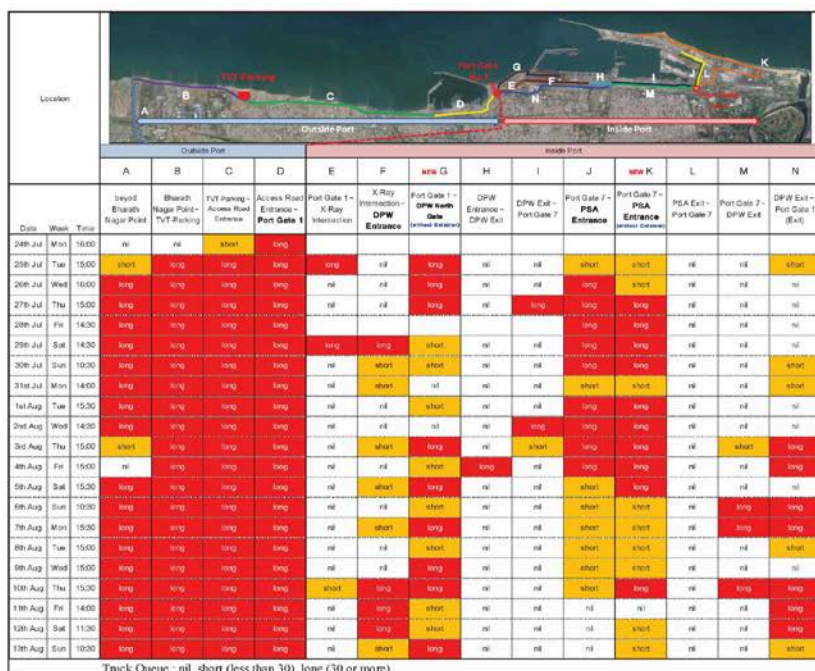 Location
TVT-Parking
Port Gate No.1
A B C D E F G H I J K L M N
Outside Port
Inside Port
Outside Port Inside Port
A B C D E F NEW G H I J NEW K L M N
Date Week Time
beyod Bharath Nagar Point
Bharath Nagar Point - TVT-Parking
TVT-Parking - Access Road Entrance
Access Road Entrance - Port Gate 1
Port Gate 1 - X-Ray Intersection
X-Ray Intersection - DPW Entrance
Port Gate 1 - DPW North Gate (without Container)
DPW Entrance - DPW Exit
DPW Exit - Port Gate 7
Port Gate 7 - PSA Entrance
Port Gate 7 - PSA Entrance (without Container)
PSA Exit - Port Gate 7
Port Gate 7 - DPW Exit
DPW Exit - Port Gate 1 (Exit)
24th Jul Mon 16:00 nil nil short long
25th Jul Tue 15:00 short long long long long nil long nil nil short short nil nil short
26th Jul Wed 16:00 long long long long nil nil long nil nil long short nil nil nil
27th Jul Thu 15:00 long long long long nil nil long nil long long long nil nil nil
28th Jul Fri 14:30 long long long long long long nil nil nil
29th Jul Sat 14:30 long long long long long long short nil nil long long nil nil nil
30th Jul Sun 10:30 long long long long nil short short nil nil long long nil nil short
31st Jul Mon 14:00 long long long long nil short nil nil nil short short nil nil short
1st Aug Tue 15:30 long long long long nil nil short nil nil long long nil nil nil
2nd Aug Wed 14:30 long long long long nil nil nil nil long long long nil nil nil
3rd Aug Thu 15:00 short long long long nil short long nil short long long nil short long
4th Aug Fri 15:00 nil long long long nil nil short long nil long long nil nil long
5th Aug Sat 15:30 long long long long nil short long nil nil short long nil nil nil
6th Aug Sun 10:30 long long long long nil nil short nil nil short short nil long long
7th Aug Mon 15:30 long long long long nil short long nil nil short short nil long long
8th Aug Tue 15:00 long long long long nil nil short nil nil short short nil nil short
9th Aug Wed 15:00 long long long long nil nil long nil nil short short nil nil nil
10th Aug Thu 15:30 long long long long short long long nil nil short long nil long long
11th Aug Fri 14:00 long long long long nil long short nil nil nil nil nil nil long
12th Aug Sat 11:30 long long long long nil long short nil nil nil short nil nil long
13th Aug Sun 10:30 long long long long nil short long nil nil nil short nil nil long
Truck Queue : nil, short (less than 30), long (30 or more)